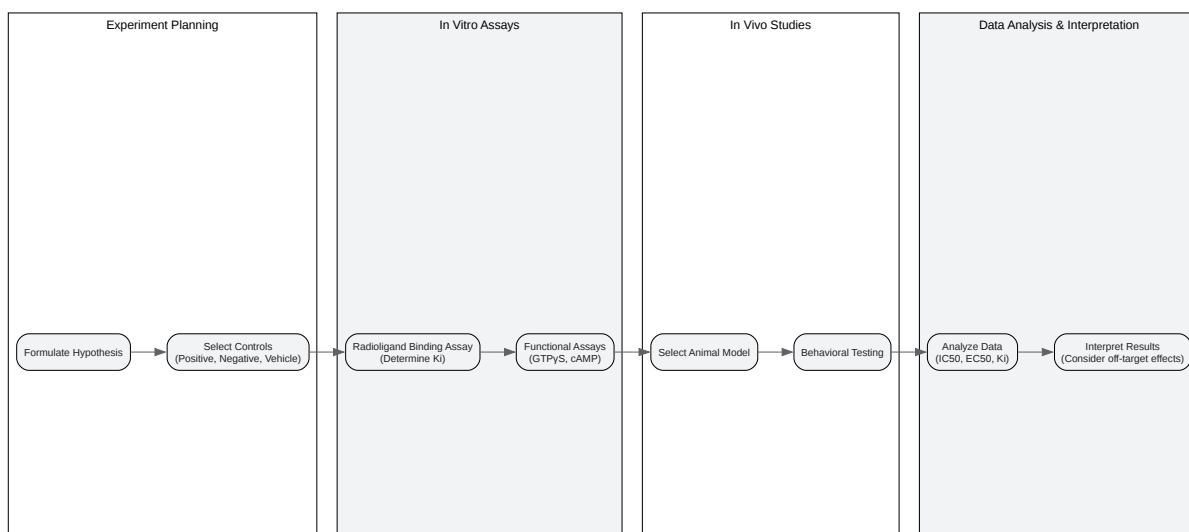 Experiment Planning
In Vitro Assays
In Vivo Studies
Data Analysis & Interpretation
Formulate Hypothesis
Select Controls
(Positive, Negative, Vehicle)
Radioligand Binding Assay
(Determine Ki)
Functional Assays
(GTPγS, cAMP)
Select Animal Model
Behavioral Testing
Analyze Data
(IC50, EC50, Ki)
Interpret Results
(Consider off-target effects)